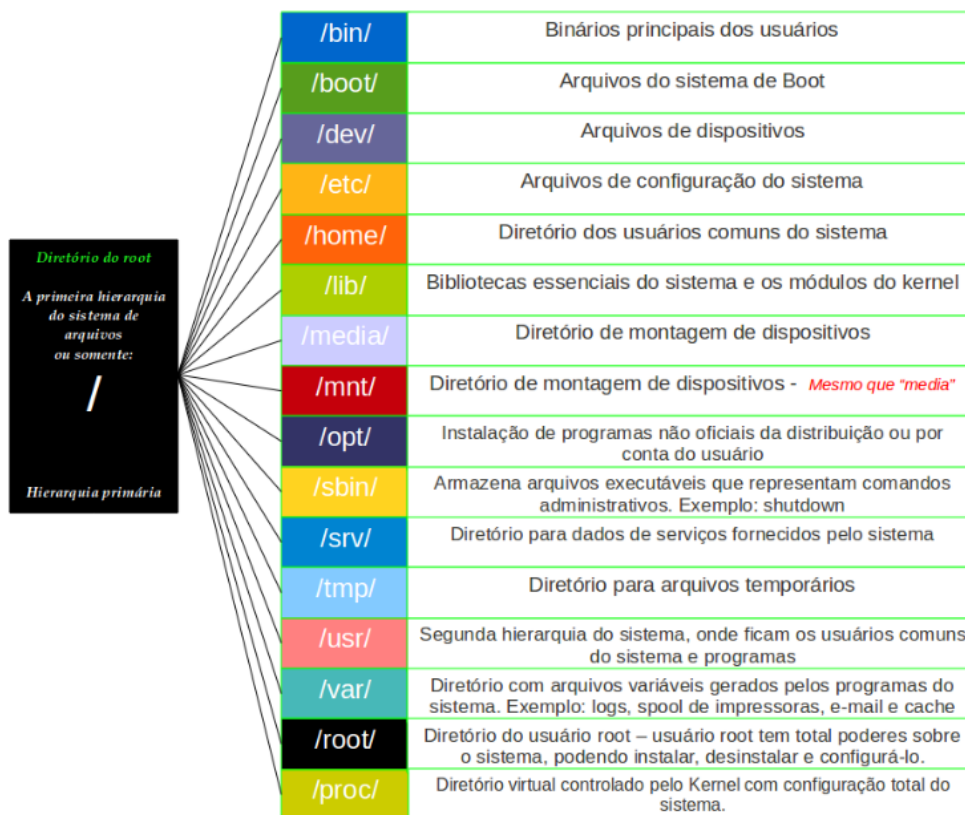 Diretório do root
A primeira hierarquia
do sistema de
arquivos
ou somente:
/
Hierarquia primária
/bin/
Binários principais dos usuários
/boot/
Arquivos do sistema de Boot
/dev/
Arquivos de dispositivos
/etc/
Arquivos de configuração do sistema
/home/
Diretório dos usuários comuns do sistema
/lib/
Bibliotecas essenciais do sistema e os módulos do kernel
/media/
Diretório de montagem de dispositivos
/mnt/
Diretório de montagem de dispositivos - Mesmo que “media”
/opt/
Instalação de programas não oficiais da distribuição ou por
conta do usuário
/sbin/
Armazena arquivos executáveis que representam comandos
administrativos. Exemplo: shutdown
/srv/
Diretório para dados de serviços fornecidos pelo sistema
/tmp/
Diretório para arquivos temporários
/usr/
Segunda hierarquia do sistema, onde ficam os usuários comuns
do sistema e programas
/var/
Diretório com arquivos variáveis gerados pelos programas do
sistema. Exemplo: logs, spool de impressoras, e-mail e cache
/root/
Diretório do usuário root – usuário root tem total poderes sobre
o sistema, podendo instalar, desinstalar e configurá-lo.
/proc/
Diretório virtual controlado pelo Kernel com configuração total do
sistema.